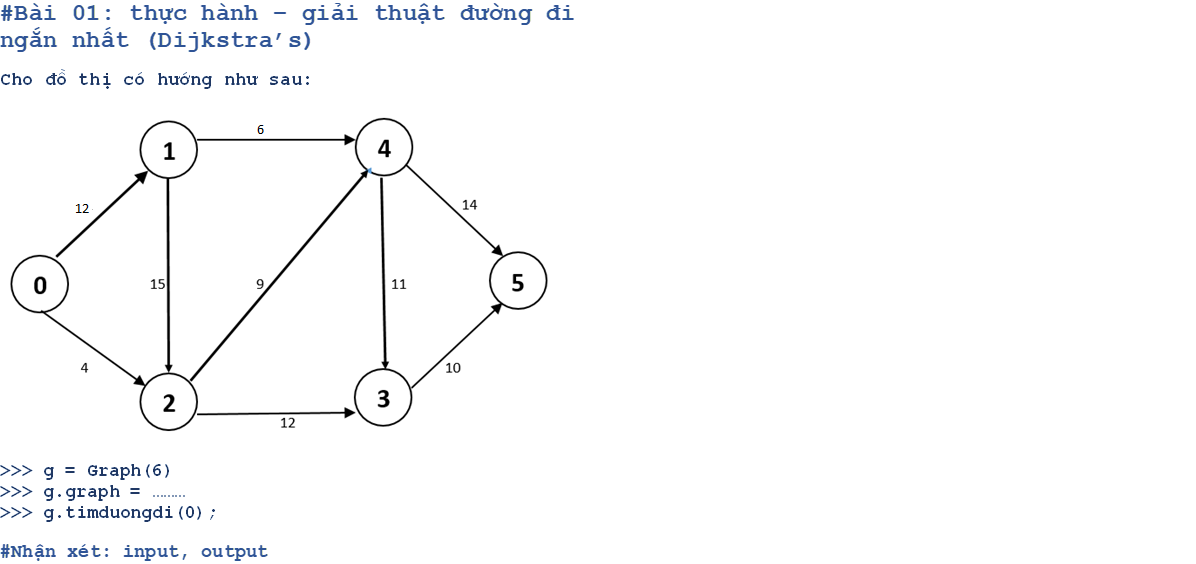 #Bài 01: thực hành – giải thuật đường đi
ngắn nhất (Dijkstra’s)
Cho đồ thị có hướng như sau:
6
1
4
12
14
0
15
9
11
5
4
10
2
3
12
>>> g = Graph(6)
>>> g.graph = ………
>>> g.timduongdi(0);
#Nhận xét: input, output